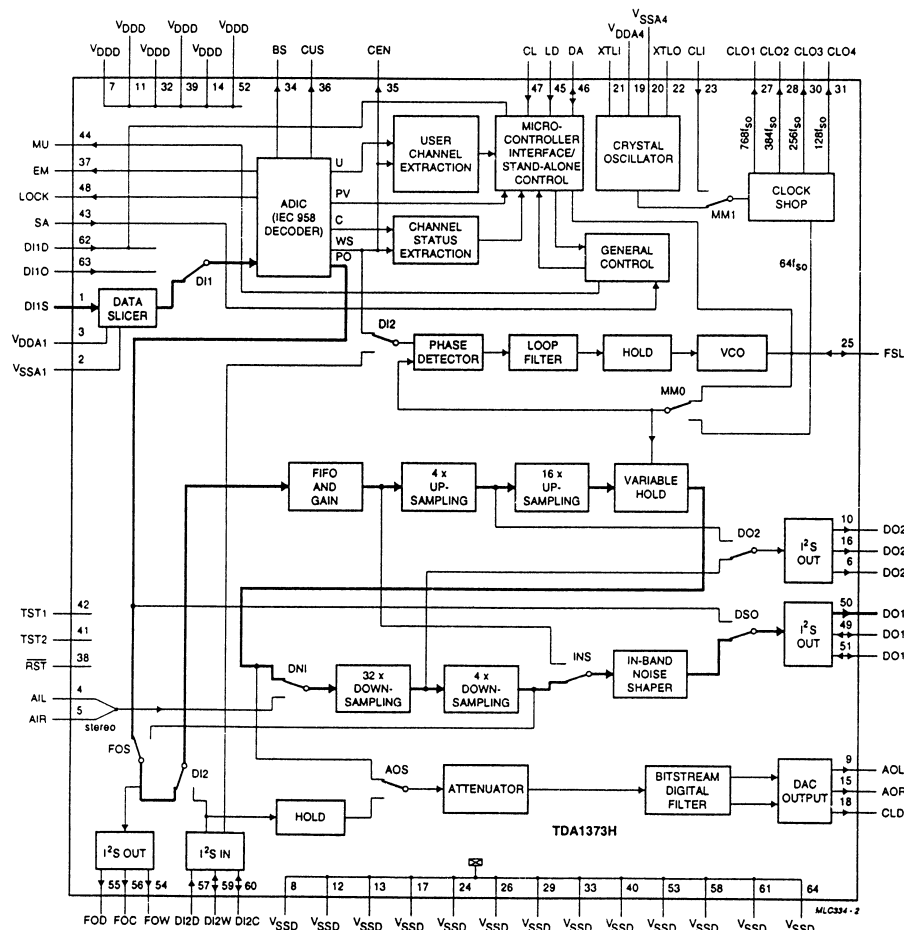 VDDD VDDD VDDD
VDDD VDDD VDDD
BS CUS CEN
CL LD DA XTLI VDDA4 VSSA4 XTLO CLI
CLO1 CLO2 CLO3 CLO4
7 11 32 39 14 52 34 36 35 47 45 46 21 19 20 22 23 27 28 30 31
768fso
384fso
256fso
128fso
MU 44
EM 37
LOCK 48
SA 43
DI1D 62
DI1O 63
DI1S 1
VDDA1 3
VSSA1 2
DATA
SLICER
DI1
ADIC
(IEC 958
DECODER)
U
PV
C
WS
PO
USER
CHANNEL
EXTRACTION
CHANNEL
STATUS
EXTRACTION
MICRO-
CONTROLLER
INTERFACE/
STAND-ALONE
CONTROL
GENERAL
CONTROL
CRYSTAL
OSCILLATOR
MM1
CLOCK
SHOP
64fso
DI2
PHASE
DETECTOR
LOOP
FILTER
HOLD
VCO
25
FSL
MM0
FIFO
AND
GAIN
4 x
UP-
SAMPLING
16 x
UP-
SAMPLING
VARIABLE
HOLD
DO2
I²S
OUT
10 DO2
16 DO2
6 DO2
TST1 42
TST2 41
RST 38
AIL 4
AIR 5
stereo
DSO
I²S
OUT
50 DO1
49 DO1
51 DO1
DNI
32 x
DOWN-
SAMPLING
4 x
DOWN-
SAMPLING
INS
IN-BAND
NOISE
SHAPER
FOS
DI2
AOS
ATTENUATOR
BITSTREAM
DIGITAL
FILTER
DAC
OUTPUT
9 AOL
15 AOR
18 CLD
HOLD
TDA1373H
I²S OUT
I²S IN
55 56 54 57 59 60 8 12 13 17 24 26 29 33 40 53 58 61 64
FOD FOC FOW DI2D DI2W DI2C
VSSD VSSD VSSD VSSD VSSD VSSD VSSD VSSD VSSD VSSD VSSD VSSD VSSD
MLC334 - 2